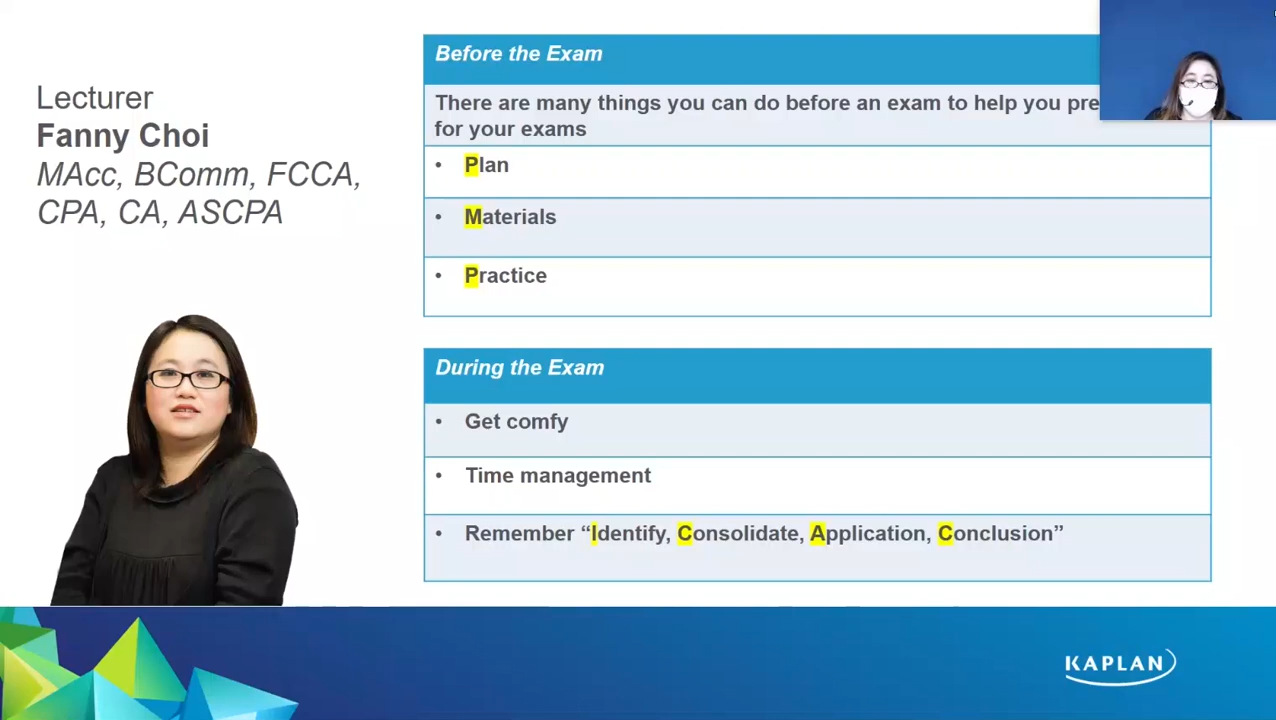 Lecturer
Fanny Choi
MAcc, BComm, FCCA,
CPA, CA, ASCPA
Before the Exam
There are many things you can do before an exam to help you pre
for your exams
• Plan
• Materials
• Practice
During the Exam
• Get comfy
• Time management
• Remember “Identify, Consolidate, Application, Conclusion”
KAPLAN